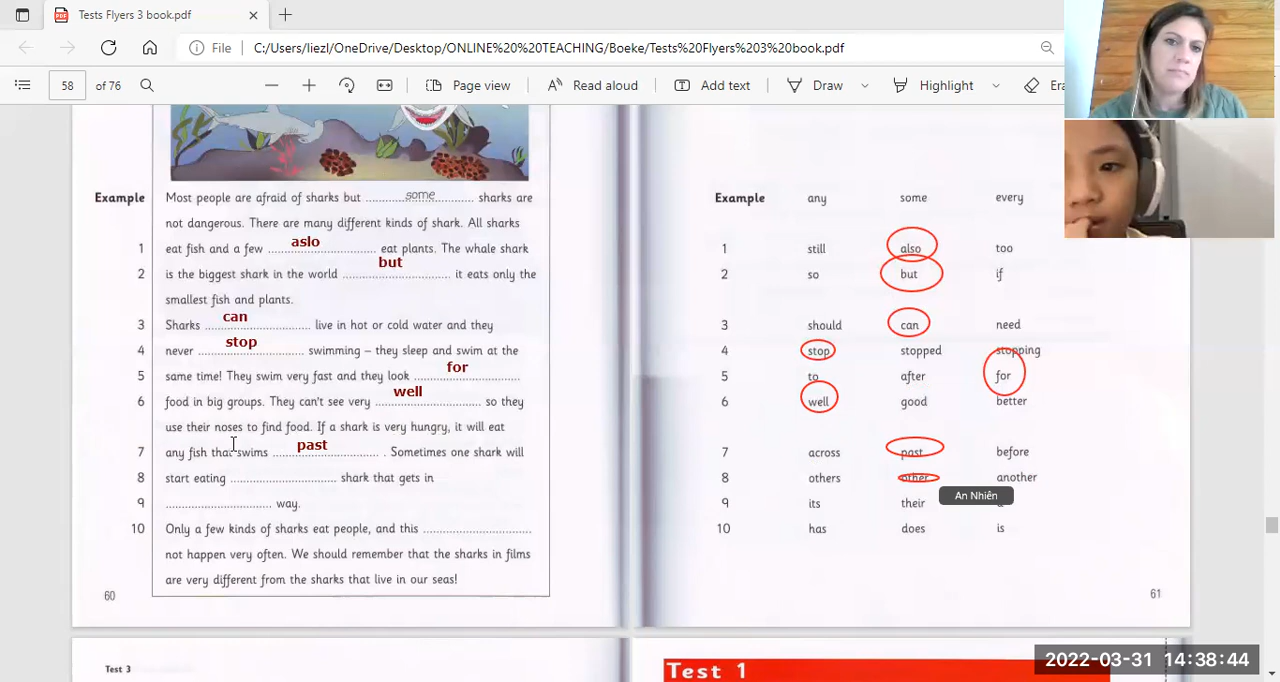 Tests Flyers 3 book.pdf
File C:/Users/liezl/OneDrive/Desktop/ONLINE%20%20TEACHING/Boeke/Tests%20Flyers%203%20book.pdf
58 of 76 Page view Read aloud Add text Draw Highlight Era
Example Most people are afraid of sharks but some sharks are
not dangerous. There are many different kinds of shark. All sharks
1 eat fish and a few aslo eat plants. The whale shark
2 is the biggest shark in the world but it eats only the
smallest fish and plants.
3 Sharks can live in hot or cold water and they
4 never stop swimming – they sleep and swim at the
5 same time! They swim very fast and they look for
6 food in big groups. They can't see very well so they
use their noses to find food. If a shark is very hungry, it will eat
7 any fish that swims past . Sometimes one shark will
8 start eating shark that gets in
9 way.
10 Only a few kinds of sharks eat people, and this
not happen very often. We should remember that the sharks in films
are very different from the sharks that live in our seas!
60
Example any some every
1 still also too
2 so but if
3 should can need
4 stop stopped stopping
5 to after for
6 well good better
7 across past before
8 others other another
An Nhiên
9 its their
10 has does is
61
Test 3
Test 1
2022-03-31 14:38:44